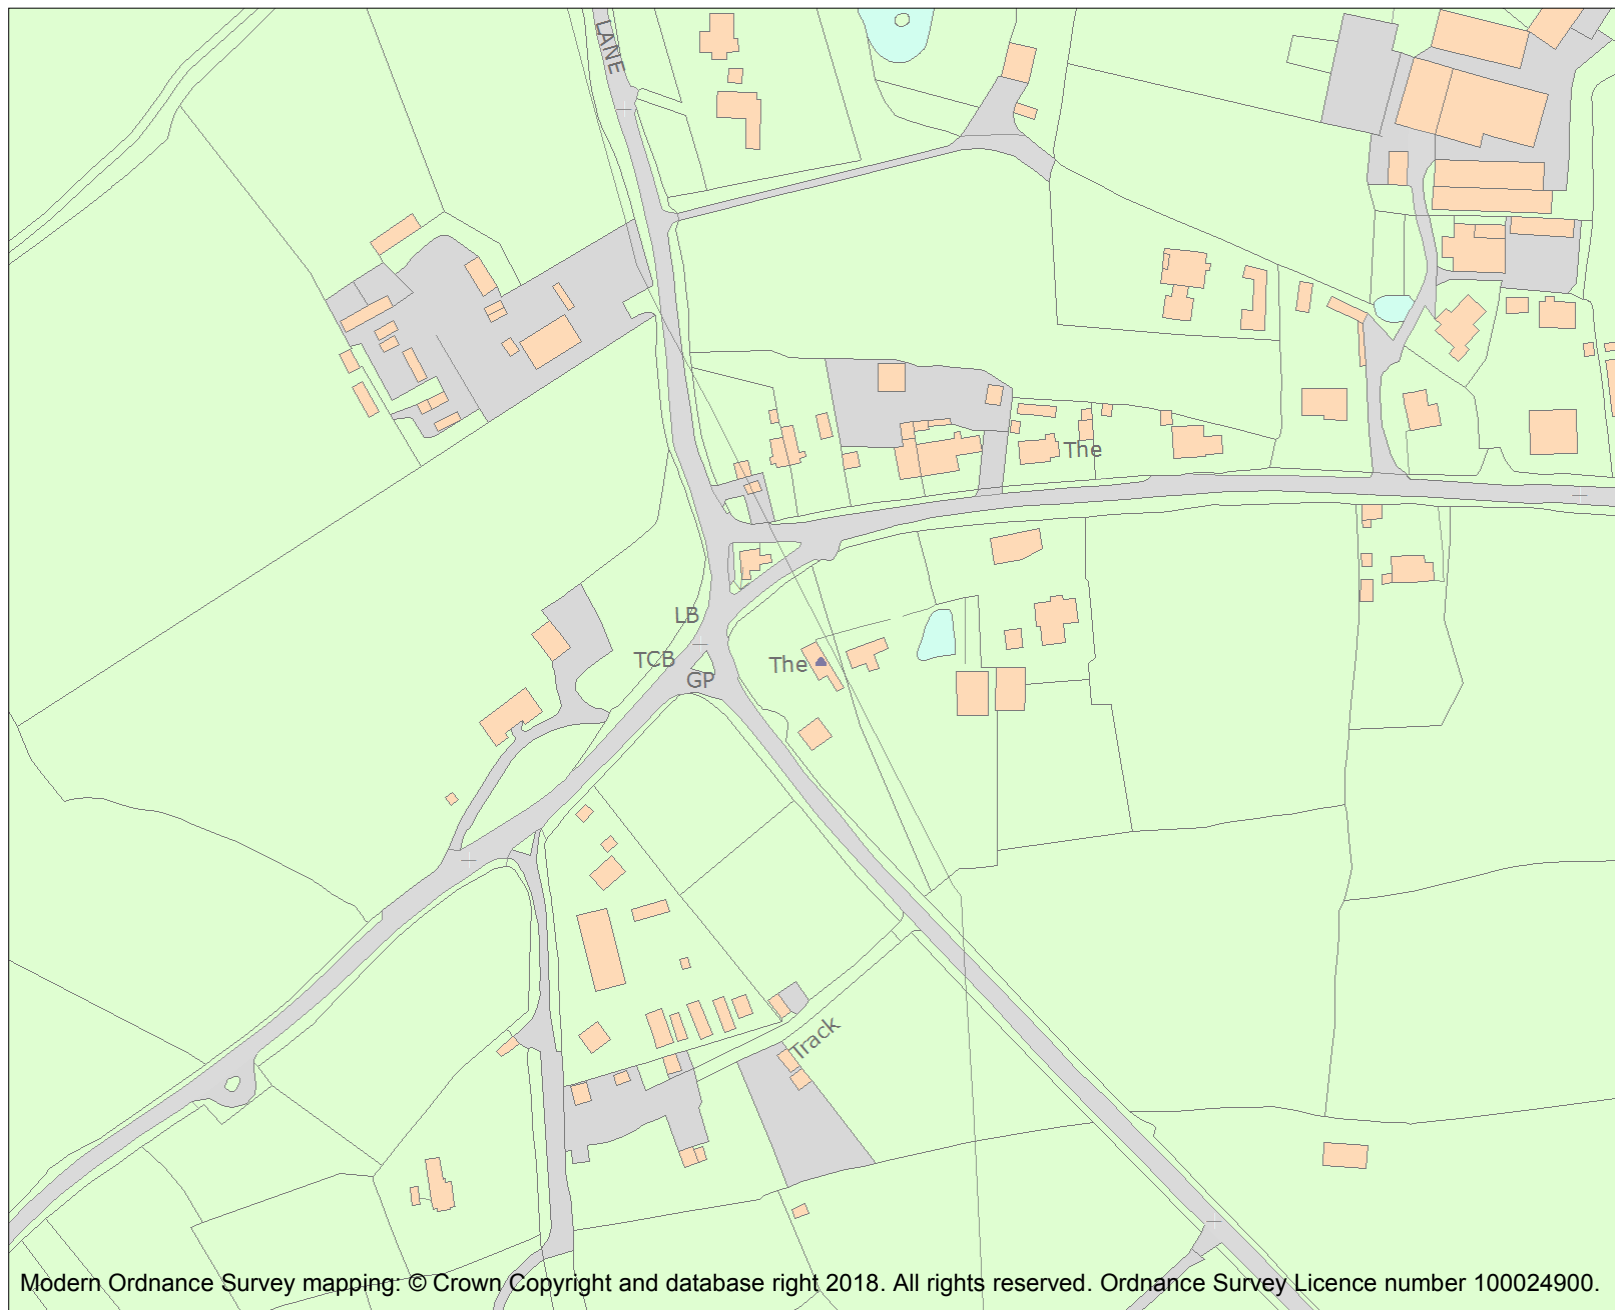 LANE
The
LB
TCB
The
GP
Track
Modern Ordnance Survey mapping: © Crown Copyright and database right 2018. All rights reserved. Ordnance Survey Licence number 100024900.